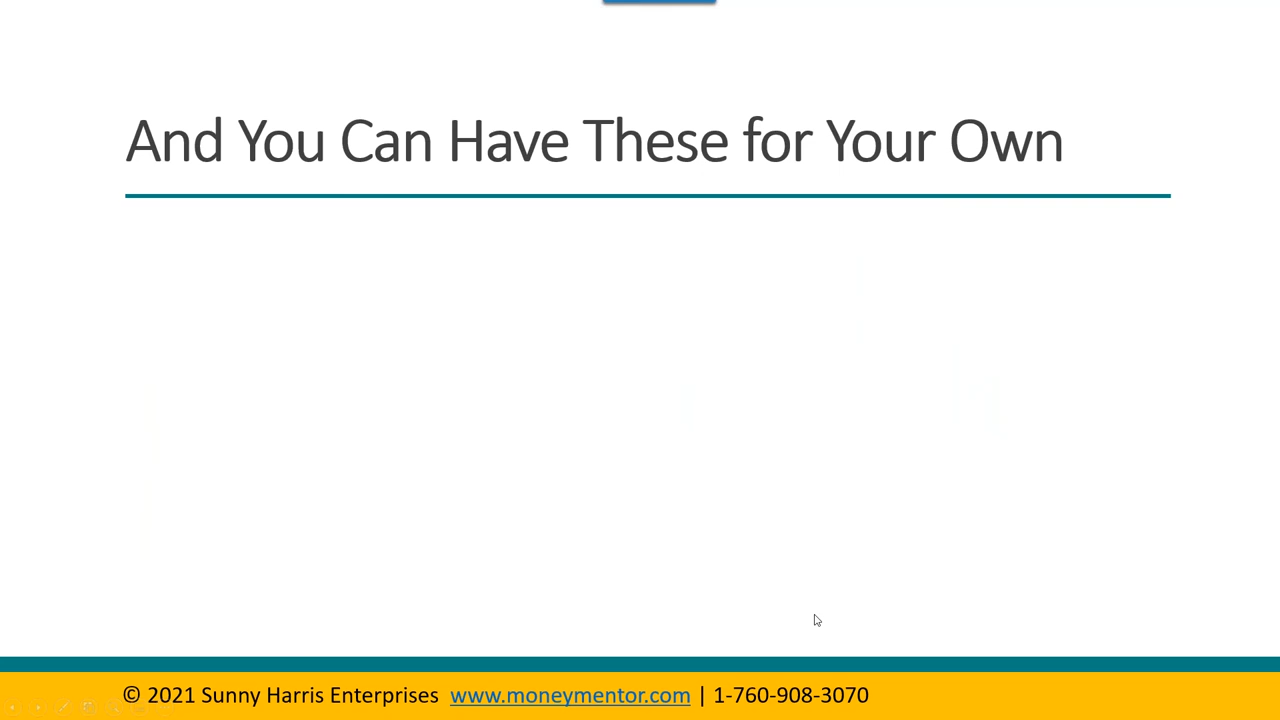 And You Can Have These for Your Own
© 2021 Sunny Harris Enterprises www.moneymentor.com | 1-760-908-3070